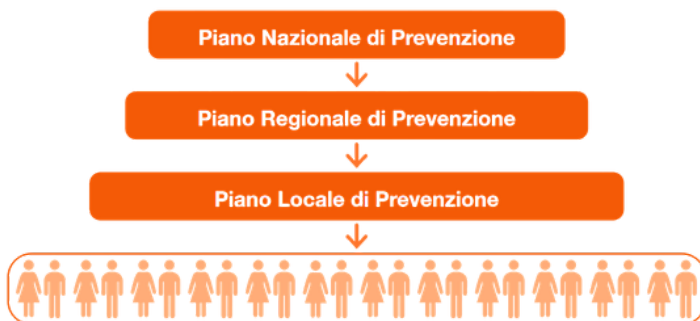 Piano Nazionale di Prevenzione
Piano Regionale di Prevenzione
Piano Locale di Prevenzione